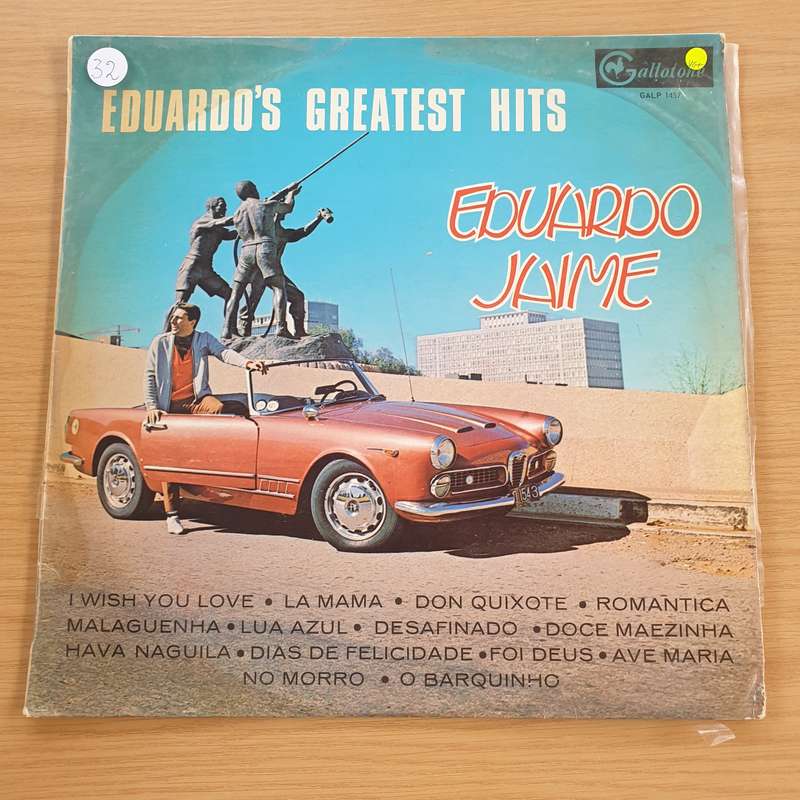 32
Gallotone
GALP 1457
EDUARDO'S GREATEST HITS
EDUARDO
JAIME
I WISH YOU LOVE • LA MAMA • DON QUIXOTE • ROMANTICA
MALAGUENHA • LUA AZUL • DESAFINADO • DOCE MAEZINHA
HAVA NAGUILA • DIAS DE FELICIDADE • FOI DEUS • AVE MARIA
NO MORRO • O BARQUINHO